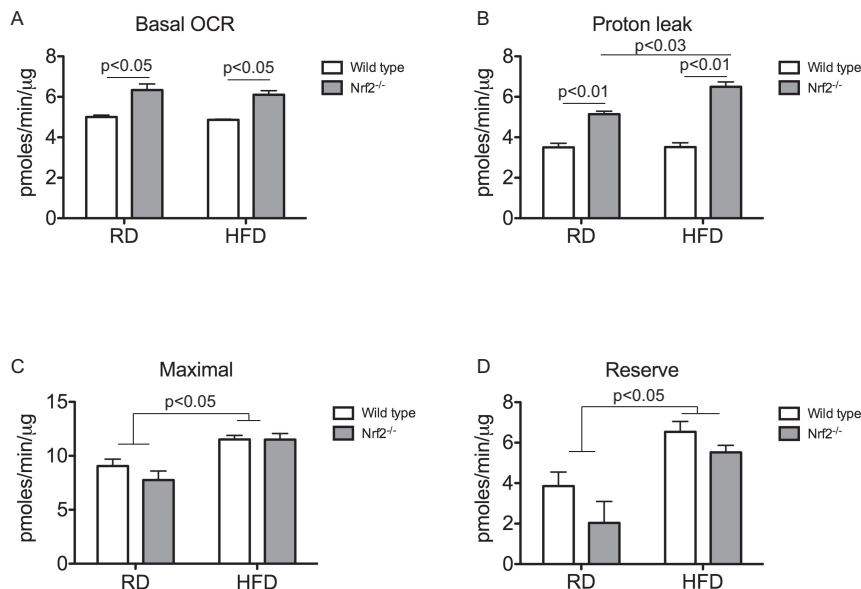 A
Basal OCR
8
6
4
2
0
pmoles/min/µg
p<0.05
p<0.05
RD
HFD
Wild type
Nrf2-/-
B
Proton leak
8
6
4
2
0
pmoles/min/µg
p<0.03
p<0.01
p<0.01
RD
HFD
Wild type
Nrf2-/-
C
Maximal
15
10
5
0
pmoles/min/µg
p<0.05
RD
HFD
Wild type
Nrf2-/-
D
Reserve
8
6
4
2
0
pmoles/min/µg
p<0.05
RD
HFD
Wild type
Nrf2-/-